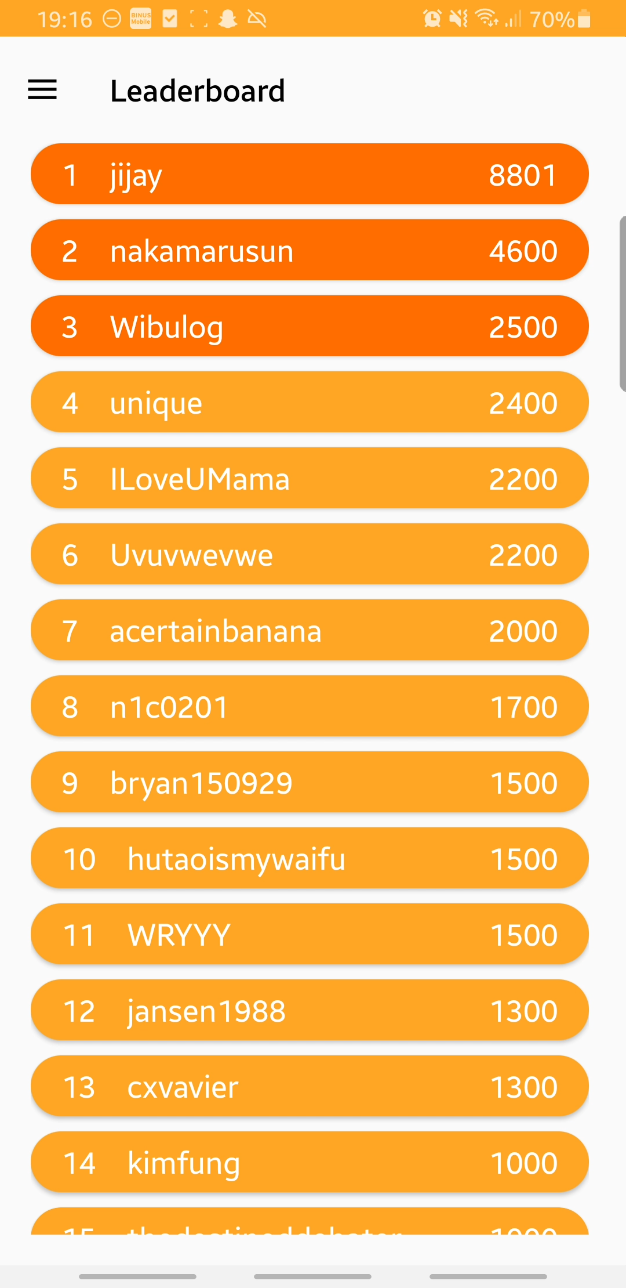 19:16 70%
Leaderboard
1 jijay 8801
2 nakamarusun 4600
3 Wibulog 2500
4 unique 2400
5 ILoveUMama 2200
6 Uvuvwevwe 2200
7 acertainbanana 2000
8 n1c0201 1700
9 bryan150929 1500
10 hutaoismywaifu 1500
11 WRYYY 1500
12 jansen1988 1300
13 cxvavier 1300
14 kimfung 1000
15